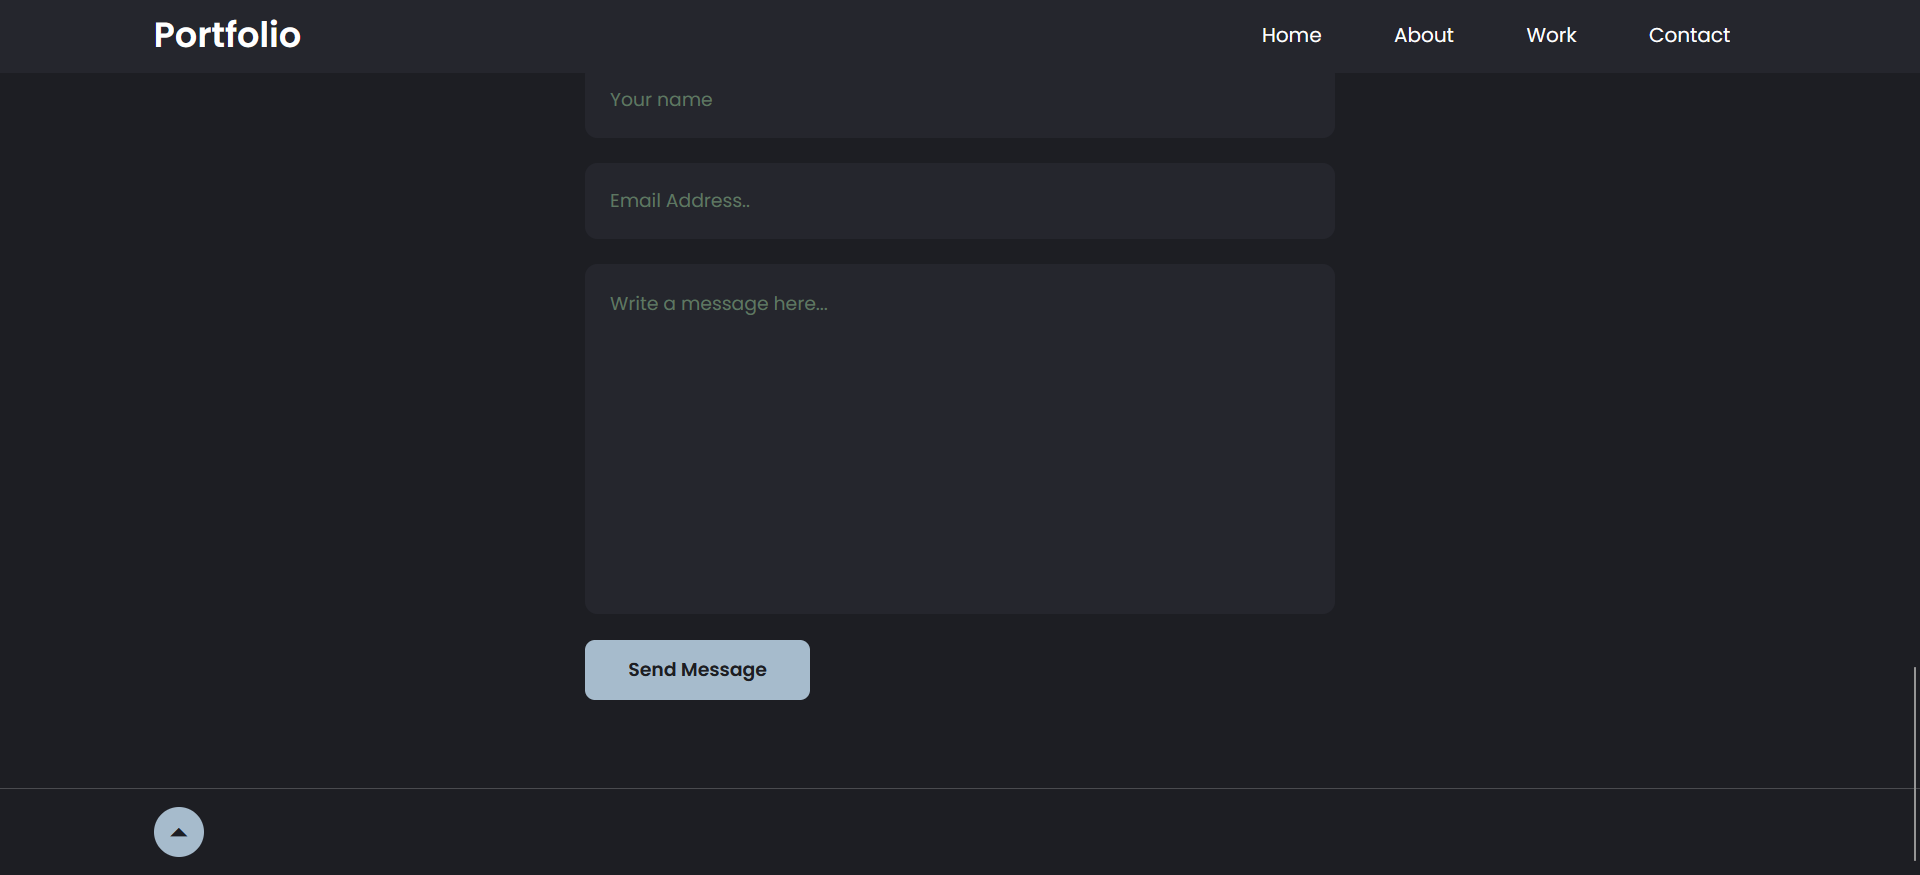 Portfolio
Home About Work Contact
Your name
Email Address..
Write a message here...
Send Message